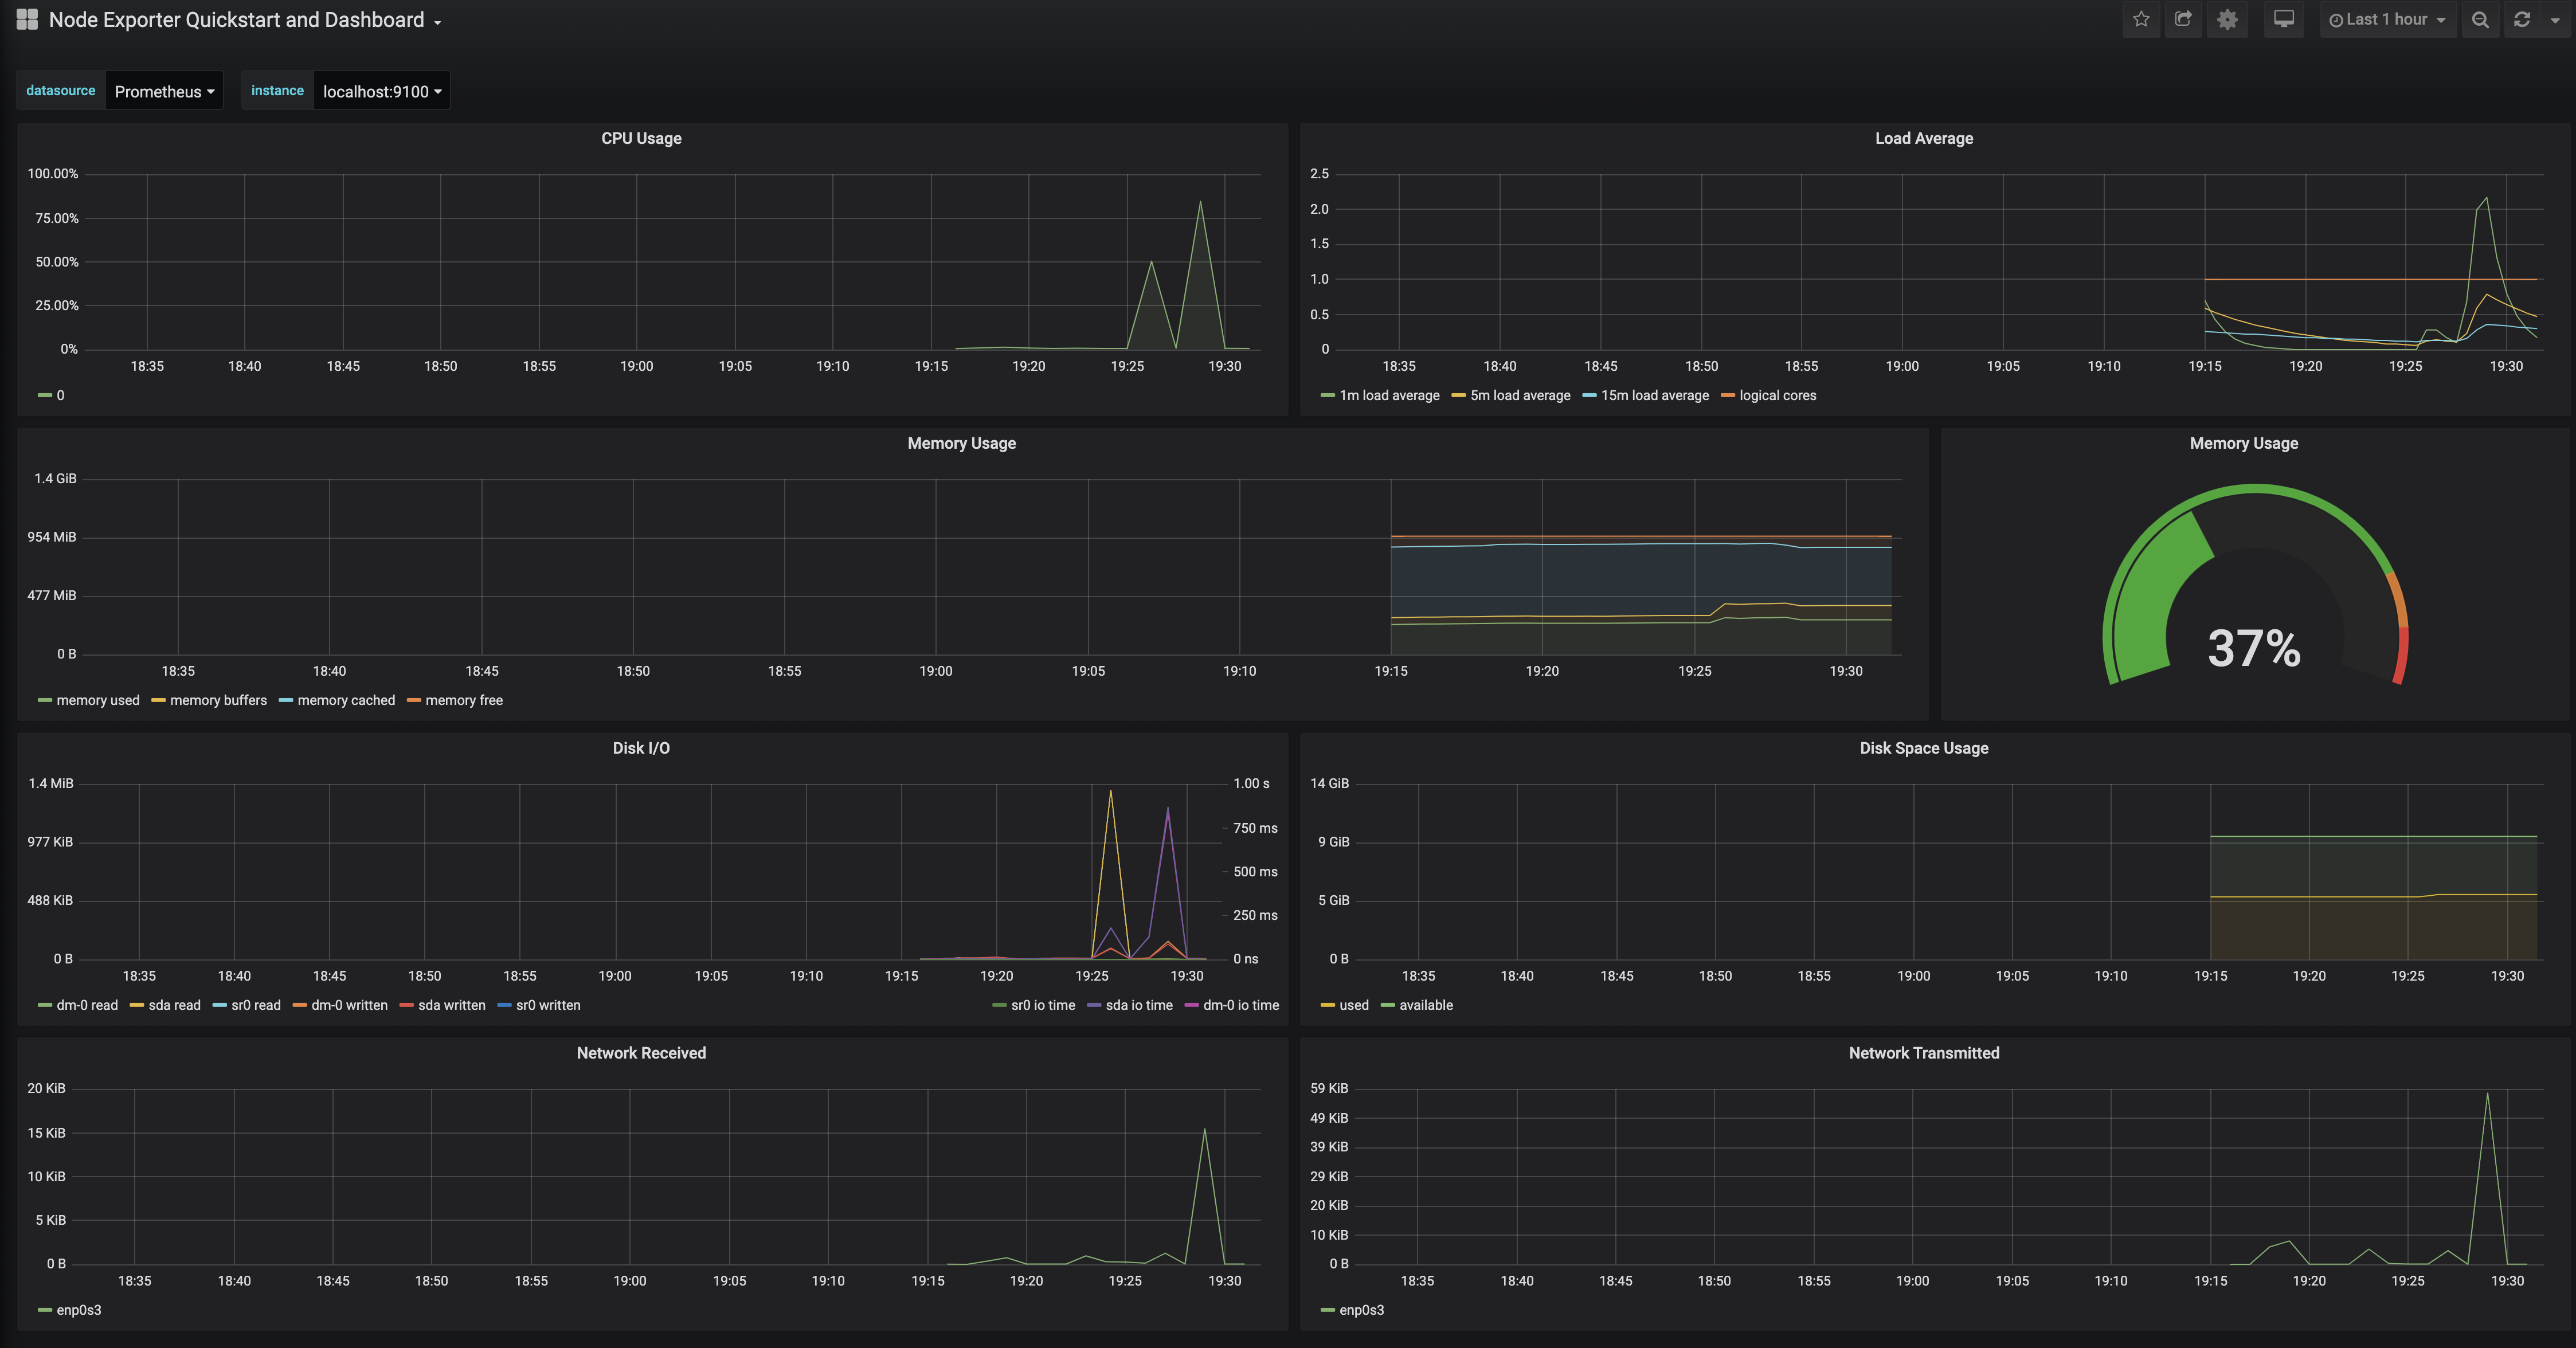 Node Exporter Quickstart and Dashboard
Last 1 hour
datasource Prometheus instance localhost:9100
CPU Usage
100.00%
75.00%
50.00%
25.00%
0%
18:35 18:40 18:45 18:50 18:55 19:00 19:05 19:10 19:15 19:20 19:25 19:30
0
Load Average
2.5
2.0
1.5
1.0
0.5
0
18:35 18:40 18:45 18:50 18:55 19:00 19:05 19:10 19:15 19:20 19:25 19:30
1m load average 5m load average 15m load average logical cores
Memory Usage
1.4 GiB
954 MiB
477 MiB
0 B
18:35 18:40 18:45 18:50 18:55 19:00 19:05 19:10 19:15 19:20 19:25 19:30
memory used memory buffers memory cached memory free
Memory Usage
37%
Disk I/O
1.4 MiB
977 KiB
488 KiB
0 B
1.00 s
750 ms
500 ms
250 ms
0 ns
18:35 18:40 18:45 18:50 18:55 19:00 19:05 19:10 19:15 19:20 19:25 19:30
dm-0 read sda read sr0 read dm-0 written sda written sr0 written sr0 io time sda io time dm-0 io time
Disk Space Usage
14 GiB
9 GiB
5 GiB
0 B
18:35 18:40 18:45 18:50 18:55 19:00 19:05 19:10 19:15 19:20 19:25 19:30
used available
Network Received
20 KiB
15 KiB
10 KiB
5 KiB
0 B
18:35 18:40 18:45 18:50 18:55 19:00 19:05 19:10 19:15 19:20 19:25 19:30
enp0s3
Network Transmitted
59 KiB
49 KiB
39 KiB
29 KiB
20 KiB
10 KiB
0 B
18:35 18:40 18:45 18:50 18:55 19:00 19:05 19:10 19:15 19:20 19:25 19:30
enp0s3